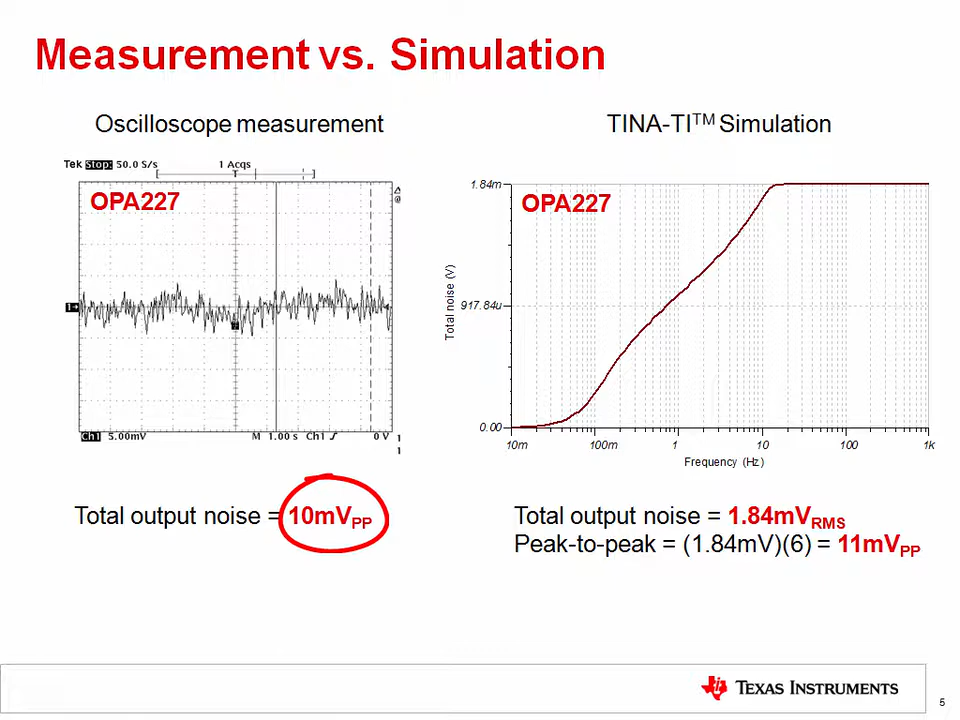 Measurement vs. Simulation
Oscilloscope measurement
TINA-TI™ Simulation
Tek Stop: 50.0 S/s 1 Acqs
OPA227
1→
Ch1 5.00mV M 1.00 s Ch1 0 V
Total output noise = 10mVPP
OPA227
1.84m
917.84u
0.00
Total noise (V)
10m 100m 1 10 100 1k
Frequency (Hz)
Total output noise = 1.84mVRMS
Peak-to-peak = (1.84mV)(6) = 11mVPP
TEXAS INSTRUMENTS
5